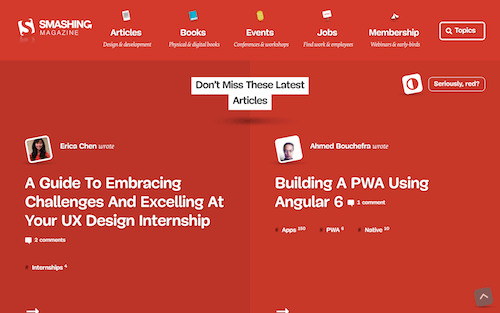 SMASHING
MAGAZINE
Articles
Design & development
Books
Physical & digital books
Events
Conferences & workshops
Jobs
Find work & employees
Membership
Webinars & early-birds
Topics
Don't Miss These Latest
Articles
Seriously, red?
Erica Chen wrote
A Guide To Embracing
Challenges And Excelling At
Your UX Design Internship
2 comments
# Internships 4
Ahmed Bouchefra wrote
Building A PWA Using
Angular 6 1 comment
# Apps 150 # PWA 6 # Native 10